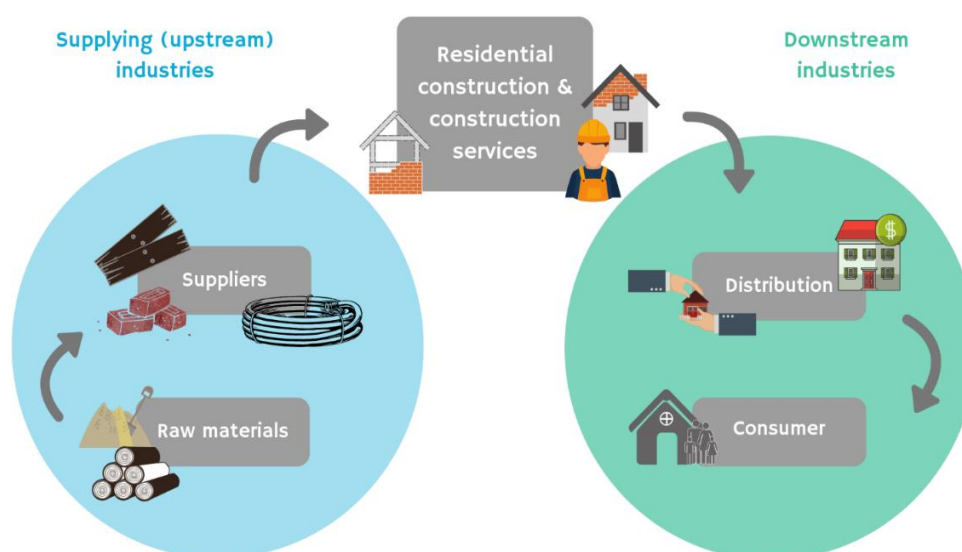 Supplying (upstream)
industries
Residential
construction &
construction
services
Downstream
industries
Suppliers
Raw materials
$
Distribution
Consumer